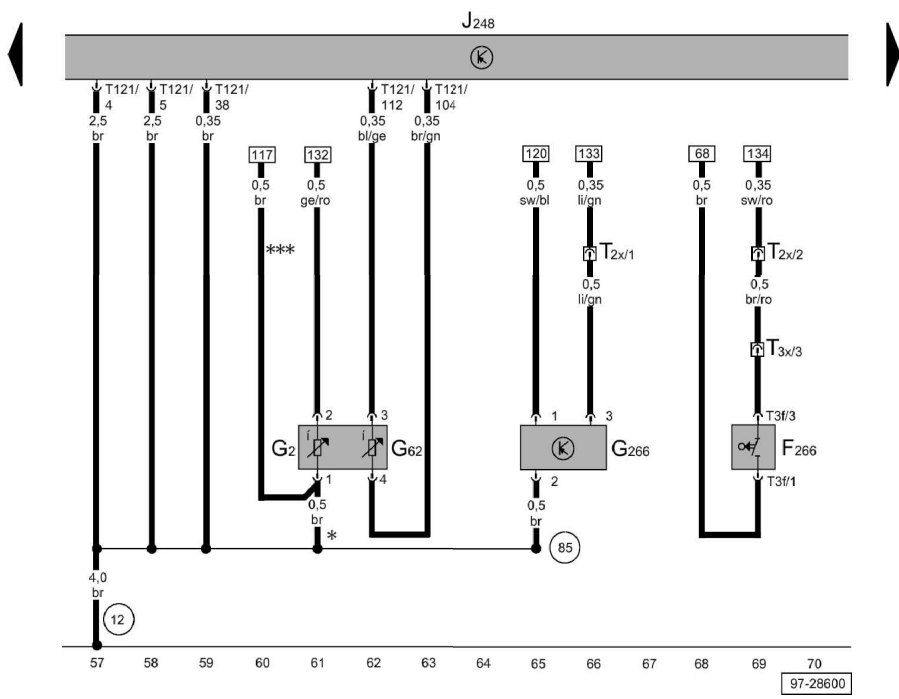 J248
T121/ T121/ T121/ T121/ T121/
4 5 38 112 104
2,5 2,5 0,35 0,35 0,35
br br br bl/ge br/gn
117 132 120 133 68 134
0,5 0,5 0,5 0,35 0,5 0,35
br ge/ro sw/bl li/gn br sw/ro
*** T2x/1 T2x/2
0,5 0,5
li/gn br/ro
T3x/3
2 3 1 3 T3f/3
G2 í í G62 G266 F266
1 4 2 T3f/1
0,5 0,5
br * br
85
4,0
br
12
57 58 59 60 61 62 63 64 65 66 67 68 69 70
97-28600